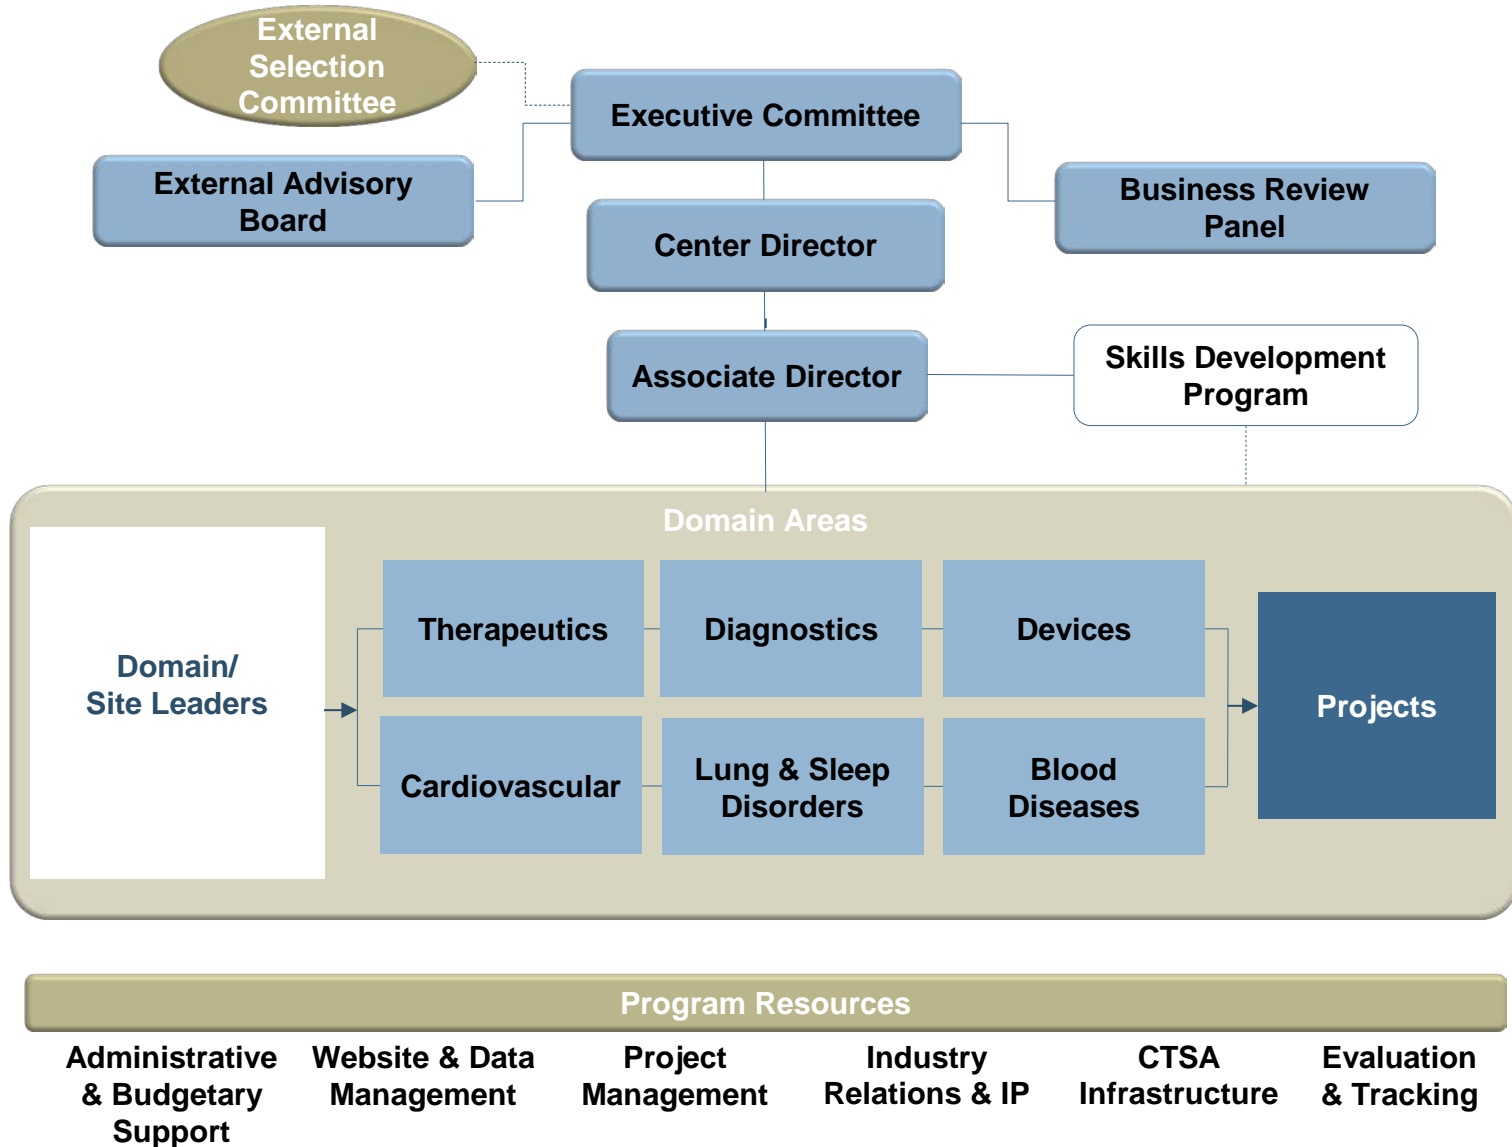 External
Selection
Committee
Executive Committee
External Advisory
Board
Business Review
Panel
Center Director
Associate Director
Skills Development
Program
Domain Areas
Domain/
Site Leaders
Therapeutics
Diagnostics
Devices
Cardiovascular
Lung & Sleep
Disorders
Blood
Diseases
Projects
Program Resources
Administrative
& Budgetary
Support
Website & Data
Management
Project
Management
Industry
Relations & IP
CTSA
Infrastructure
Evaluation
& Tracking